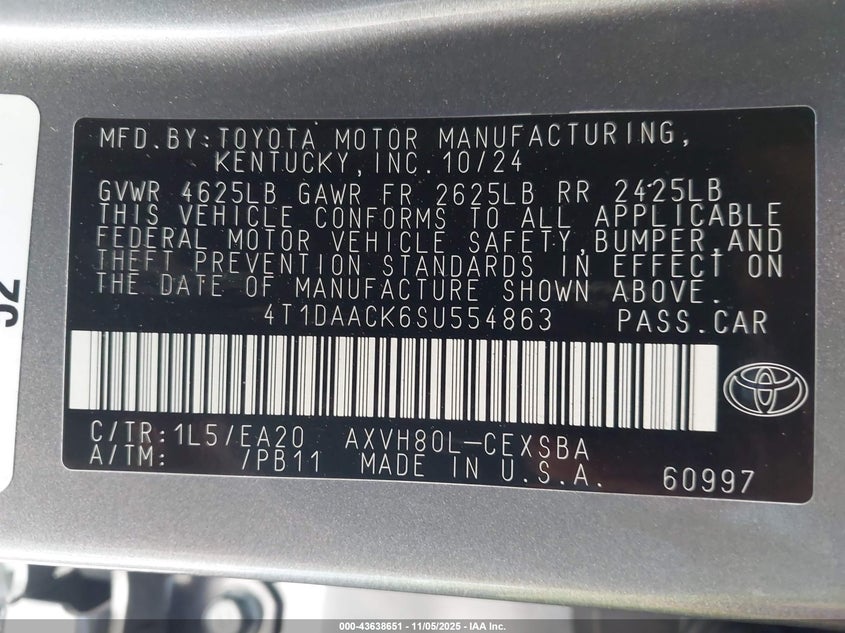 MFD.BY:TOYOTA MOTOR MANUFACTURING,
KENTUCKY,INC.10/24
GVWR 4625LB GAWR FR 2625LB RR 2425LB
THIS VEHICLE CONFORMS TO ALL APPLICABLE
FEDERAL MOTOR VEHICLE SAFETY,BUMPER,AND
THEFT PREVENTION STANDARDS IN EFFECT ON
THE DATE OF MANUFACTURE SHOWN ABOVE.
4T1DAACK6SU554863 PASS.CAR
C/TR:1L5/EA20 AXVH80L-CEXSBA
A/TM: /PB11 MADE IN U.S.A. 60997
000-43638651 - 11/05/2025 - IAA Inc.